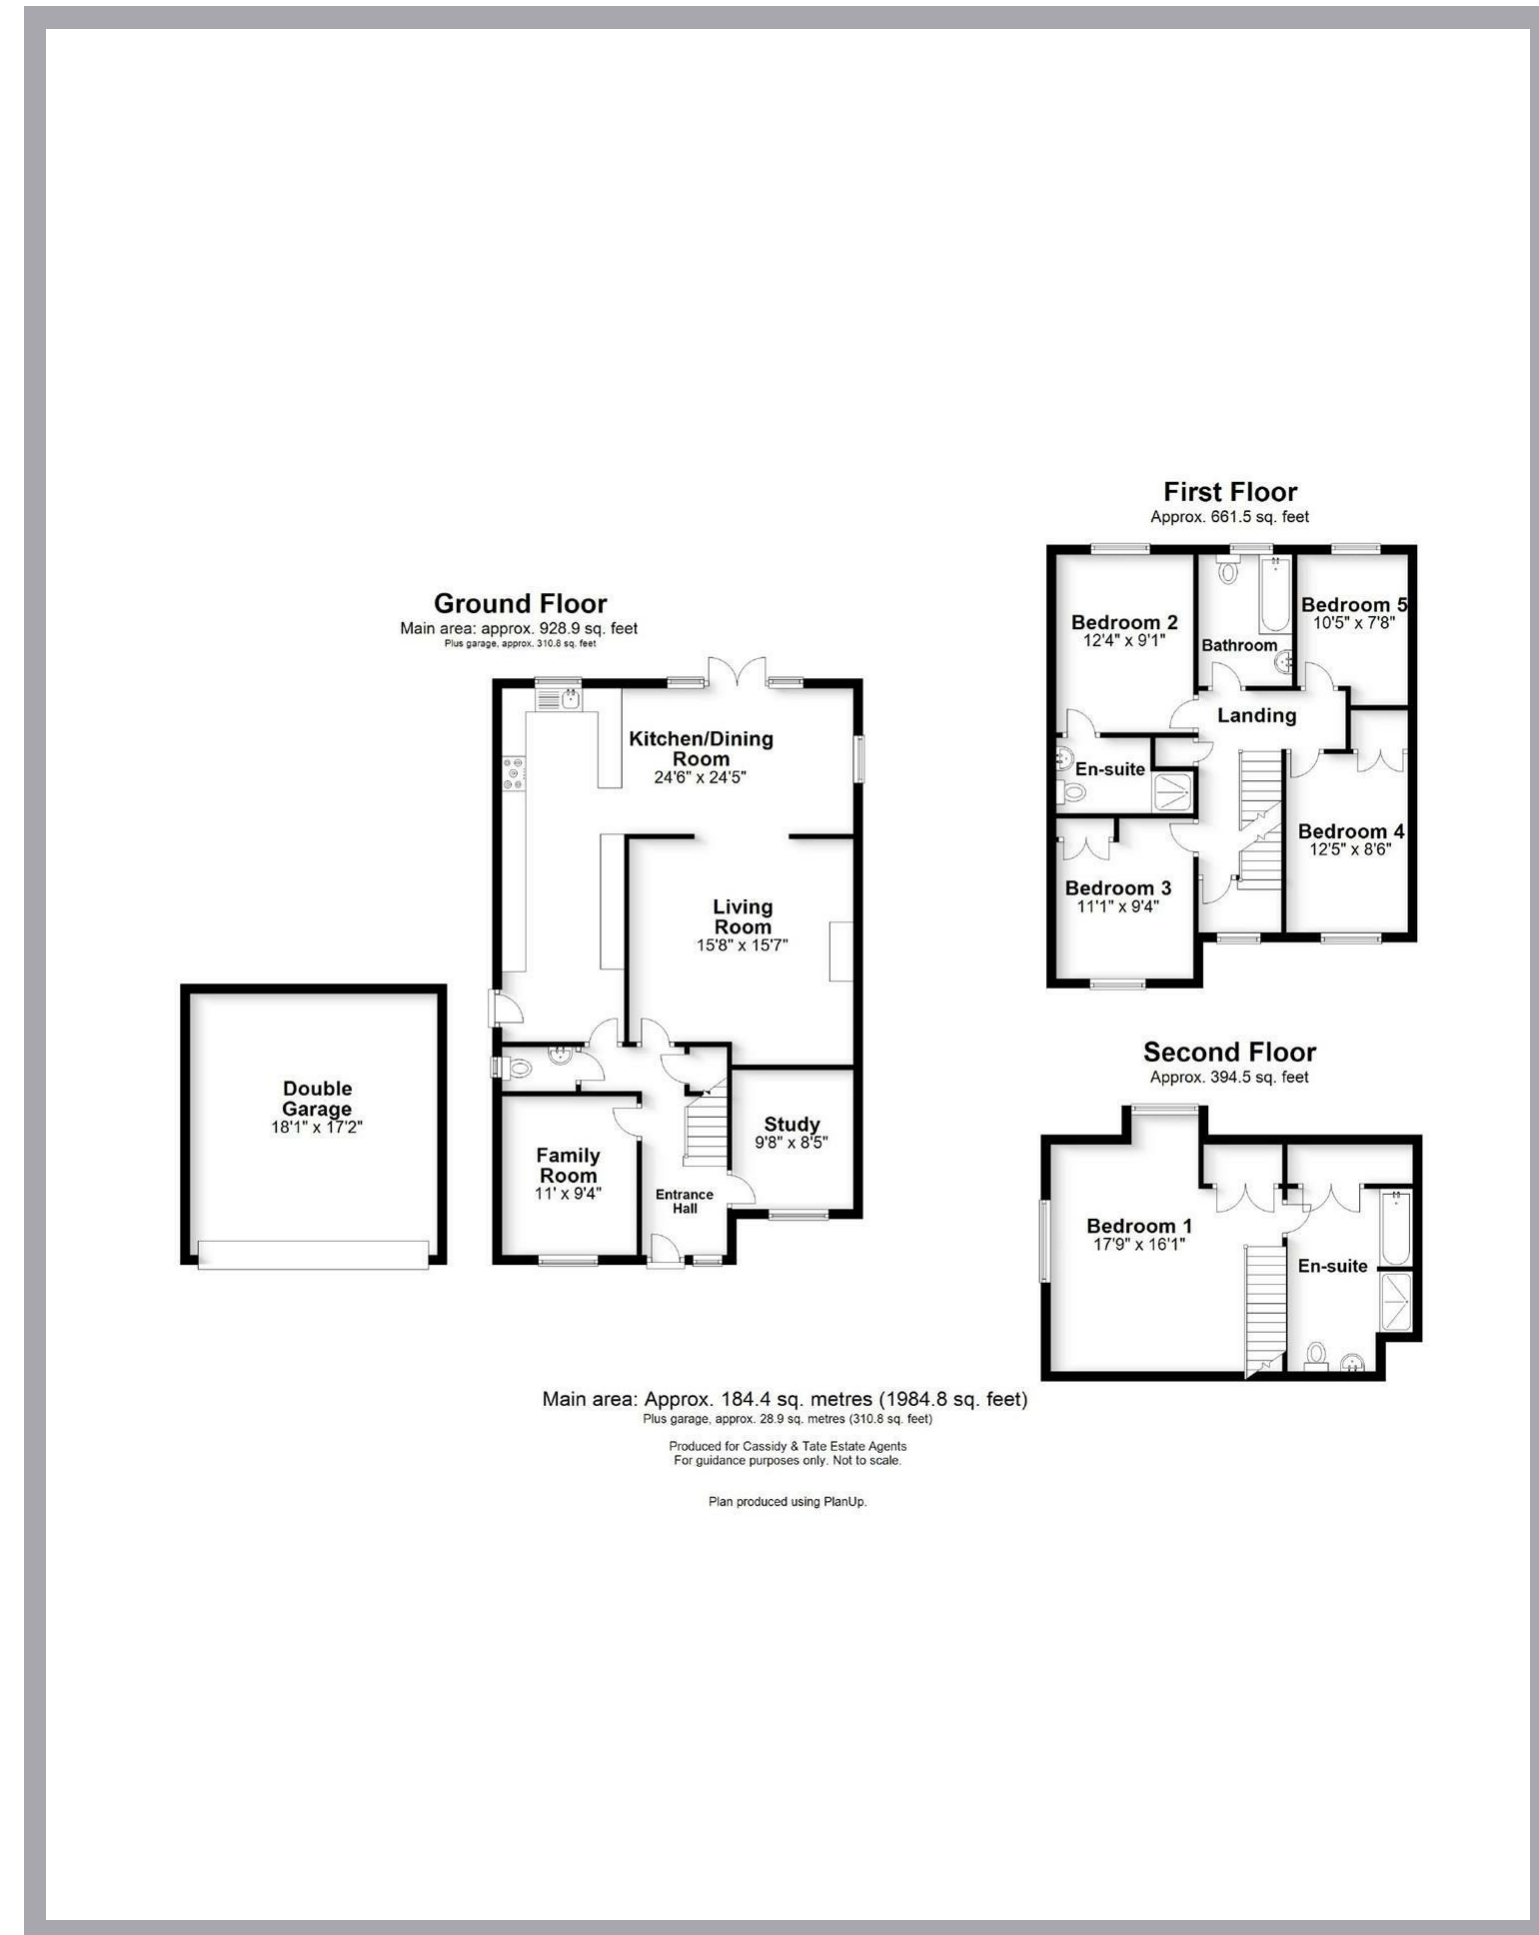 Ground Floor
Main area: approx. 928.9 sq. feet
Plus garage, approx. 310.8 sq. feet
Kitchen/Dining
Room
24'6" x 24'5"
Living
Room
15'8" x 15'7"
Double
Garage
18'1" x 17'2"
Family
Room
11' x 9'4"
Entrance
Hall
Study
9'8" x 8'5"
First Floor
Approx. 661.5 sq. feet
Bedroom 2
12'4" x 9'1"
Bathroom
Bedroom 5
10'5" x 7'8"
Landing
En-suite
Bedroom 4
12'5" x 8'6"
Bedroom 3
11'1" x 9'4"
Second Floor
Approx. 394.5 sq. feet
Bedroom 1
17'9" x 16'1"
En-suite
Main area: Approx. 184.4 sq. metres (1984.8 sq. feet)
Plus garage, approx. 28.9 sq. metres (310.8 sq. feet)
Produced for Cassidy & Tate Estate Agents
For guidance purposes only. Not to scale.
Plan produced using PlanUp.